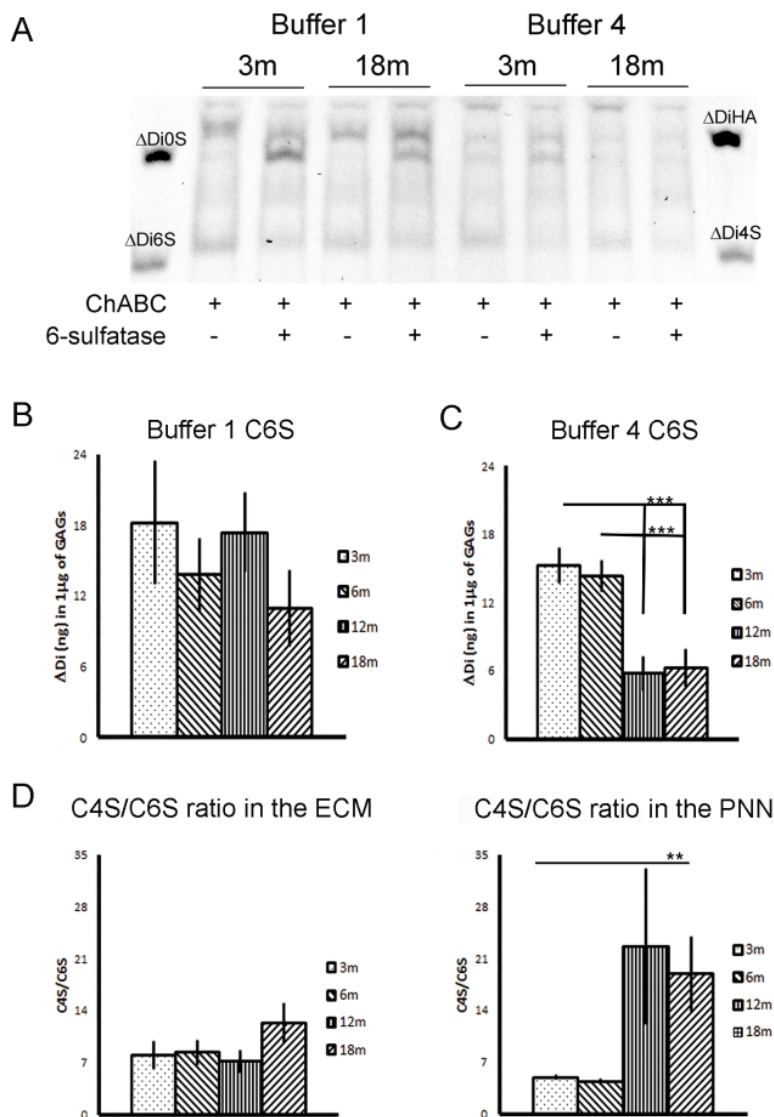 A
Buffer 1
Buffer 4
3m
18m
3m
18m
ΔDi0S
ΔDiHA
ΔDi6S
ΔDi4S
ChABC + + + + + + + +
6-sulfatase - + - + - + - +
B
Buffer 1 C6S
ΔDi (ng) in 1µg of GAGs
24
18
12
6
0
3m
6m
12m
18m
C
Buffer 4 C6S
ΔDi (ng) in 1µg of GAGs
24
18
12
6
0
***
***
3m
6m
12m
18m
D
C4S/C6S ratio in the ECM
C4S/C6S
35
28
21
14
7
0
3m
6m
12m
18m
C4S/C6S ratio in the PNN
C4S/C6S
35
28
21
14
7
0
**
3m
6m
12m
18m